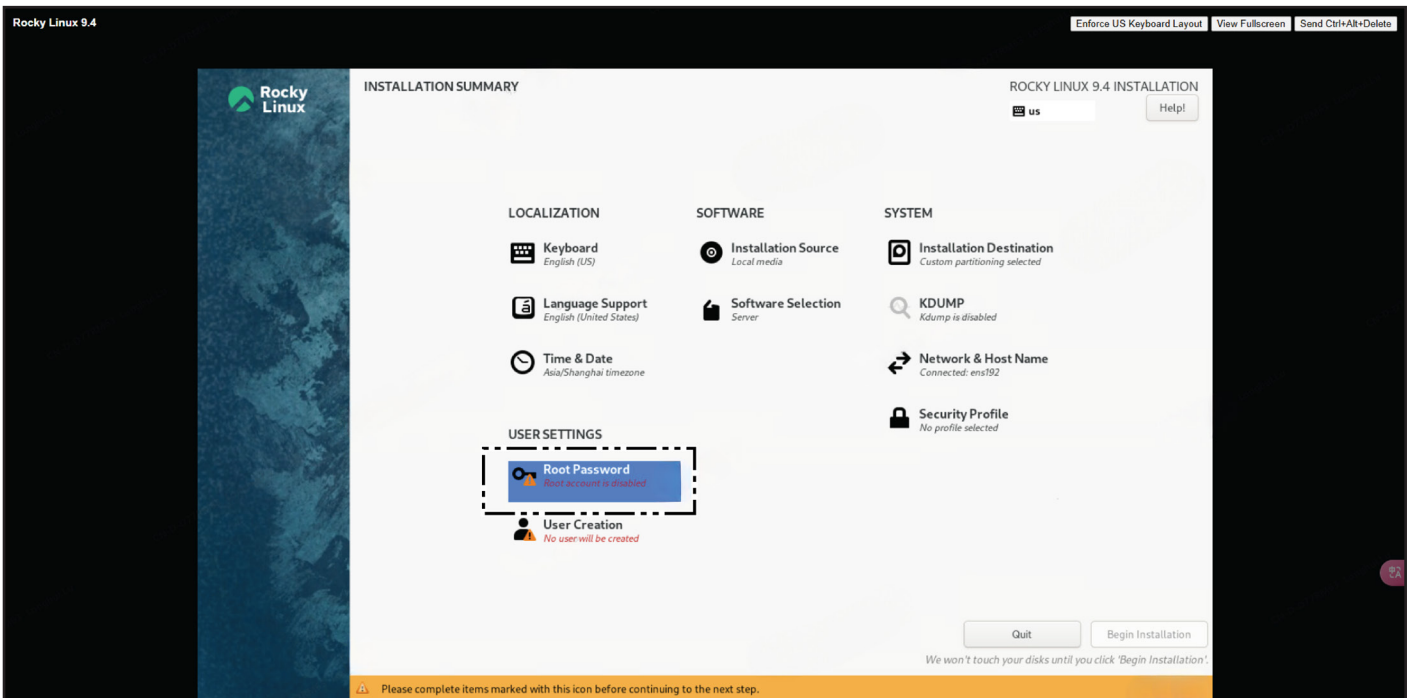 Rocky Linux 9.4
Enforce US Keyboard Layout View Fullscreen Send Ctrl+Alt+Delete
Rocky
Linux
INSTALLATION SUMMARY
ROCKY LINUX 9.4 INSTALLATION
us
Help!
LOCALIZATION
Keyboard
English (US)
Language Support
English (United States)
Time & Date
Asia/Shanghai timezone
SOFTWARE
Installation Source
Local media
Software Selection
Server
SYSTEM
Installation Destination
Custom partitioning selected
KDUMP
Kdump is disabled
Network & Host Name
Connected: ens192
Security Profile
No profile selected
USER SETTINGS
Root Password
Root account is disabled
User Creation
No user will be created
Quit
Begin Installation
We won't touch your disks until you click 'Begin Installation'.
Please complete items marked with this icon before continuing to the next step.